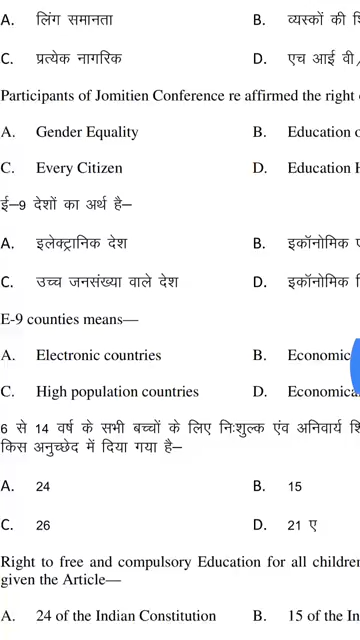 A. लिंग समानता B. व्यस्कों की
C. प्रत्येक नागरिक D. एच आई वी
Participants of Jomitien Conference re affirmed the right
A. Gender Equality B. Education
C. Every Citizen D. Education
ई–9 देशों का अर्थ है–
A. इलेक्ट्रानिक देश B. इकॉनोमिक
C. उच्च जनसंख्या वाले देश D. इकॉनोमिक
E-9 counties means—
A. Electronic countries B. Economic
C. High population countries D. Economica
6 से 14 वर्ष के सभी बच्चों के लिए निःशुल्क एंव अनिवार्य
किस अनुच्छेद में दिया गया है–
A. 24 B. 15
C. 26 D. 21 ए
Right to free and compulsory Education for all children
given the Article—
A. 24 of the Indian Constitution B. 15 of the In